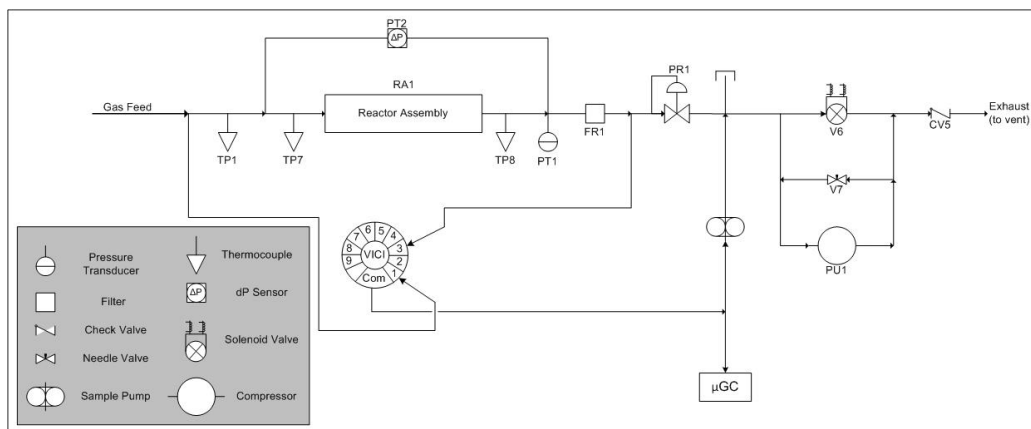 PT2
ΔP
PR1
RA1
Gas Feed
Reactor Assembly
Exhaust
(to vent)
FR1
V6
CV5
TP1
TP7
TP8
PT1
V7
6
5
7
4
8
VICI
3
9
2
Com
1
PU1
Pressure
Transducer
Thermocouple
ΔP
dP Sensor
Filter
Check Valve
Solenoid Valve
Needle Valve
Sample Pump
Compressor
μGC